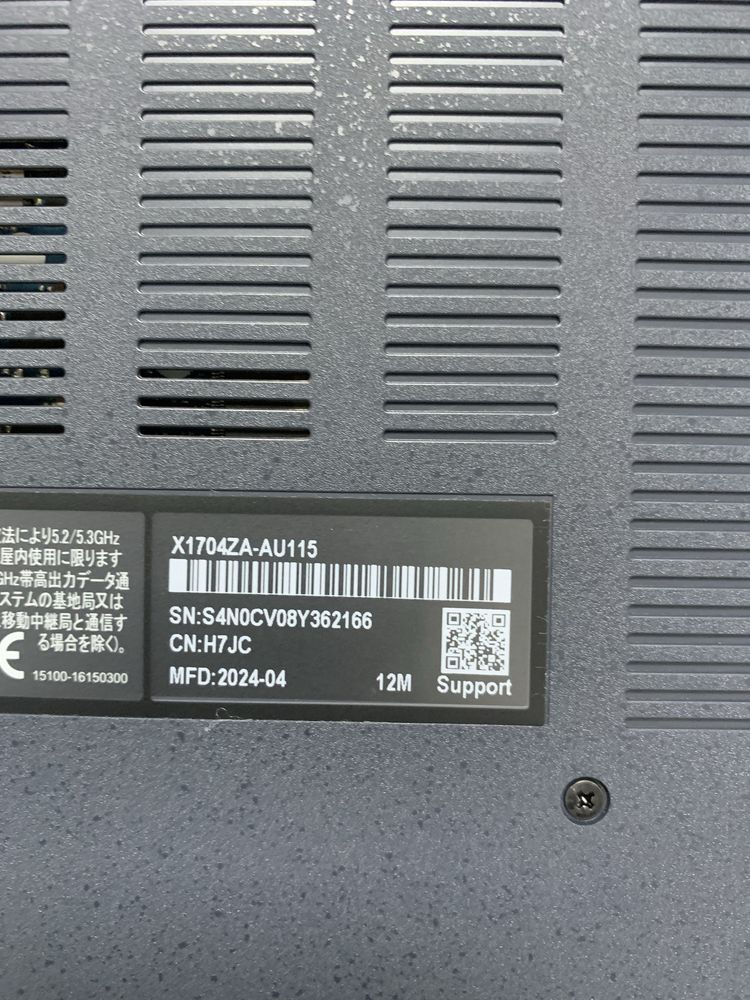 法により5.2/5.3GHz
屋内使用に限ります
GHz帯高出力データ通
ステムの基地局又は
移動中継局と通信す
る場合を除く)。
CE
15100-16150300
X1704ZA-AU115
SN:S4N0CV08Y362166
CN:H7JC
MFD:2024-04
12M
Support